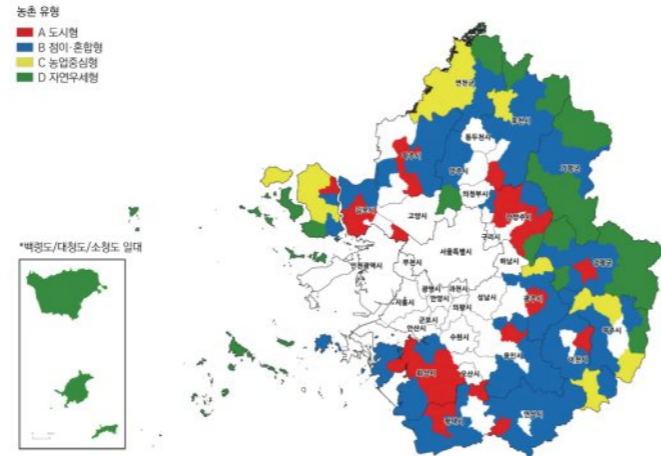 농촌 유형
A 도시형
B 점이·혼합형
C 농업중심형
D 자연우세형
연천군
포천시
동두천시
파주시
양주시
가평군
의정부시
김포시
고양시
남양주시
구리시
서울특별시
*백령도/대청도/소청도 일대
하남시
양평군
인천광역시
부천시
광명시
과천시
광주시
시흥시
안양시
성남시
의왕시
군포시
안산시
여주시
수원시
용인시
이천시
화성시
오산시
평택시
안성시